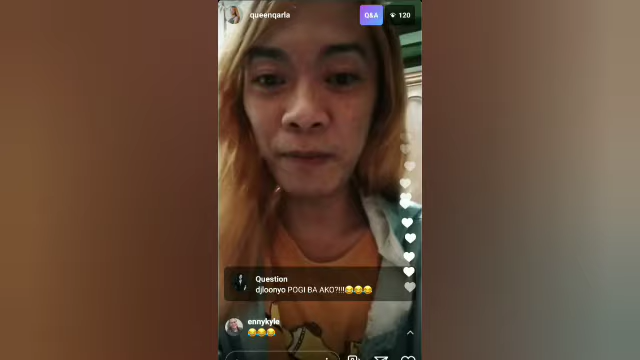 queenqarla
Q&A
120
Question
djloonyo POGI BA AKO?!!!😂😂😂
ennykyle
😂😂😂